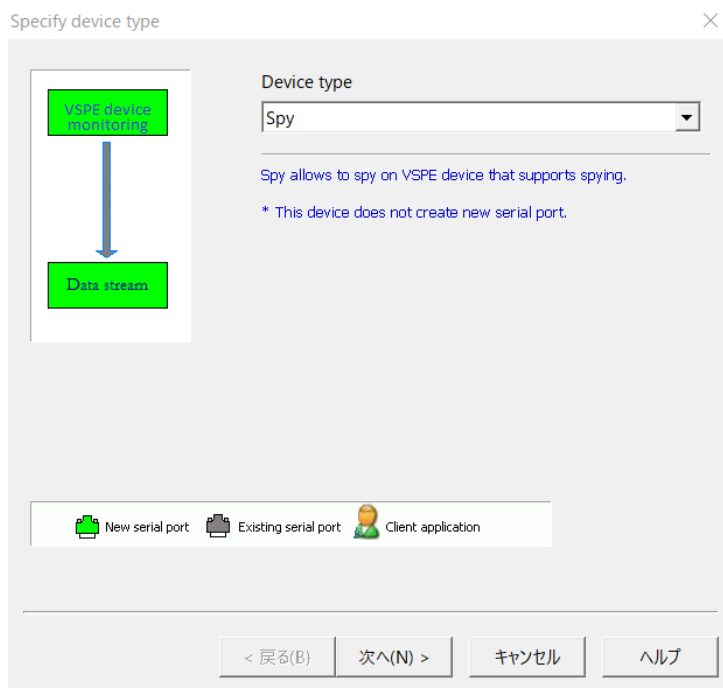 Specify device type
VSPE device
monitoring
Data stream
Device type
Spy
Spy allows to spy on VSPE device that supports spying.
* This device does not create new serial port.
New serial port
Existing serial port
Client application
< 戻る(B)
次へ(N) >
キャンセル
ヘルプ